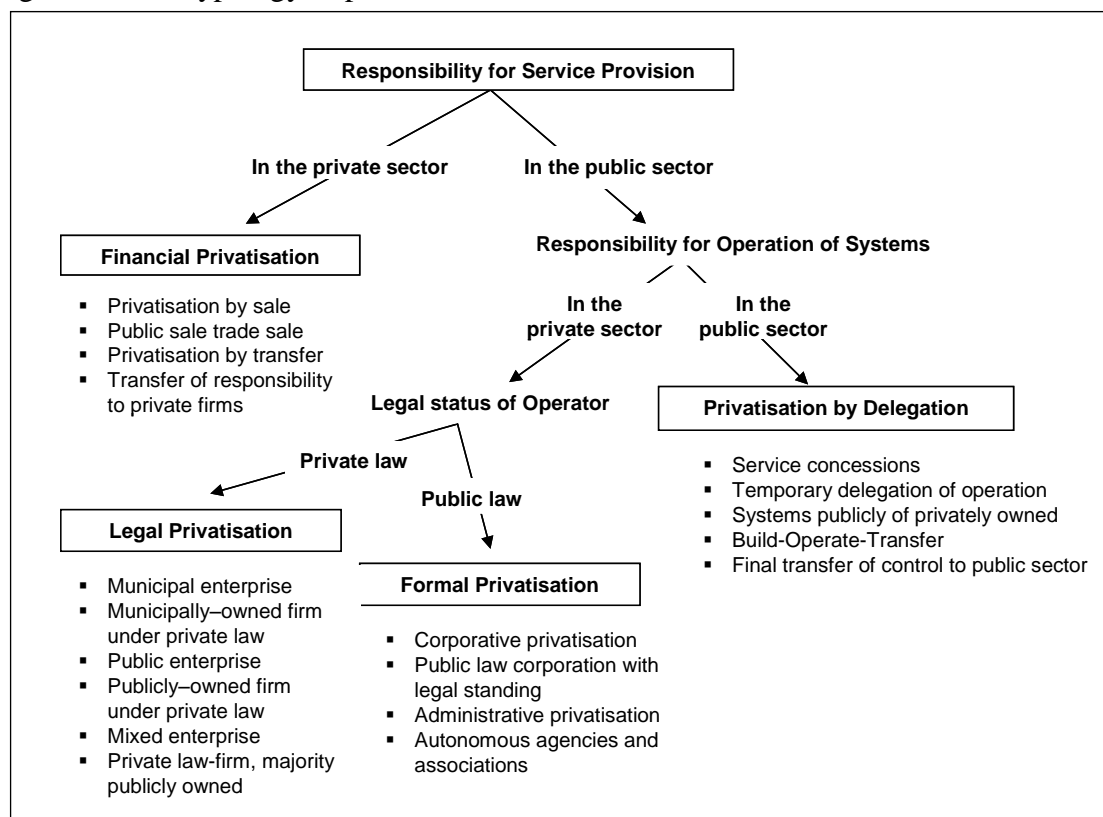 Responsibility for Service Provision
In the private sector
In the public sector
Financial Privatisation
▪ Privatisation by sale
▪ Public sale trade sale
▪ Privatisation by transfer
▪ Transfer of responsibility
to private firms
Responsibility for Operation of Systems
In the
private sector
In the
public sector
Legal status of Operator
Privatisation by Delegation
▪ Service concessions
▪ Temporary delegation of operation
▪ Systems publicly of privately owned
▪ Build-Operate-Transfer
▪ Final transfer of control to public sector
Private law
Public law
Legal Privatisation
▪ Municipal enterprise
▪ Municipally–owned firm
under private law
▪ Public enterprise
▪ Publicly–owned firm
under private law
▪ Mixed enterprise
▪ Private law-firm, majority
publicly owned
Formal Privatisation
▪ Corporative privatisation
▪ Public law corporation with
legal standing
▪ Administrative privatisation
▪ Autonomous agencies and
associations